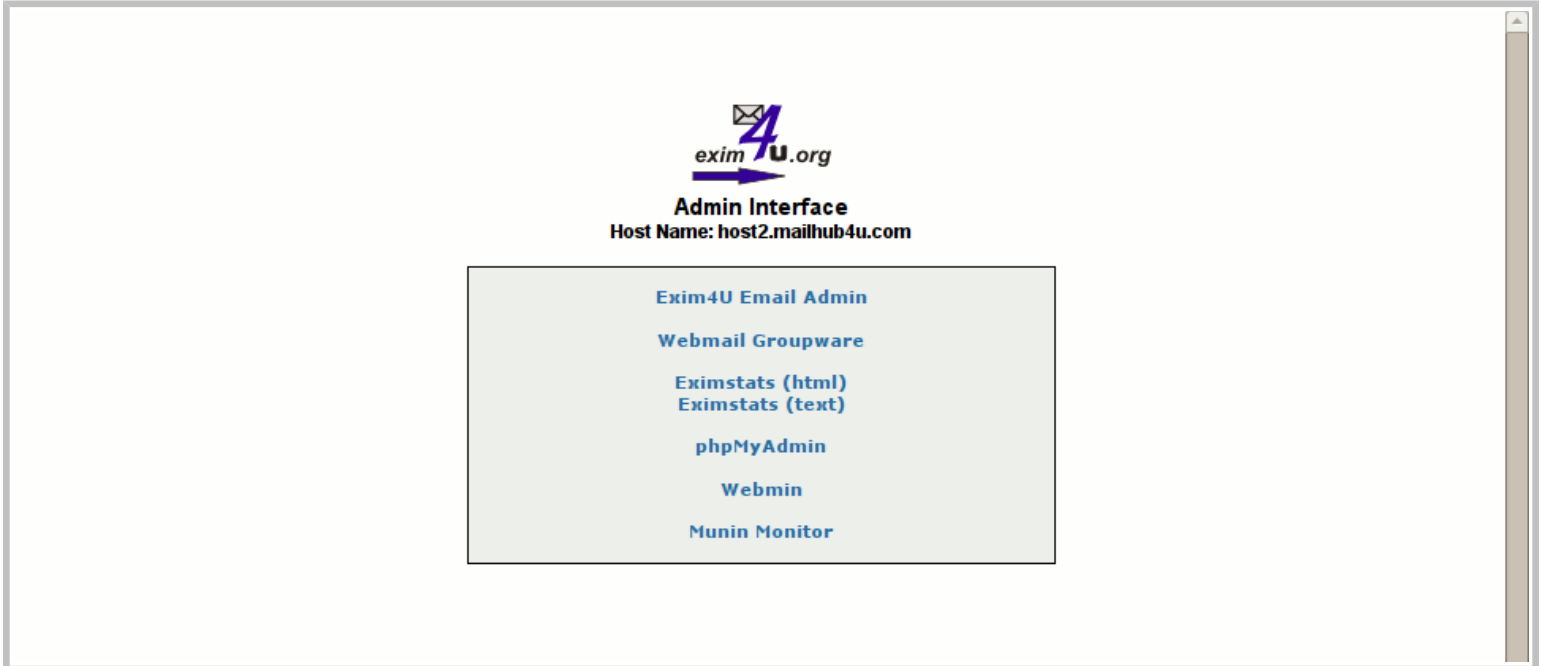 exim4u.org
Admin Interface
Host Name: host2.mailhub4u.com
Exim4U Email Admin
Webmail Groupware
Eximstats (html)
Eximstats (text)
phpMyAdmin
Webmin
Munin Monitor